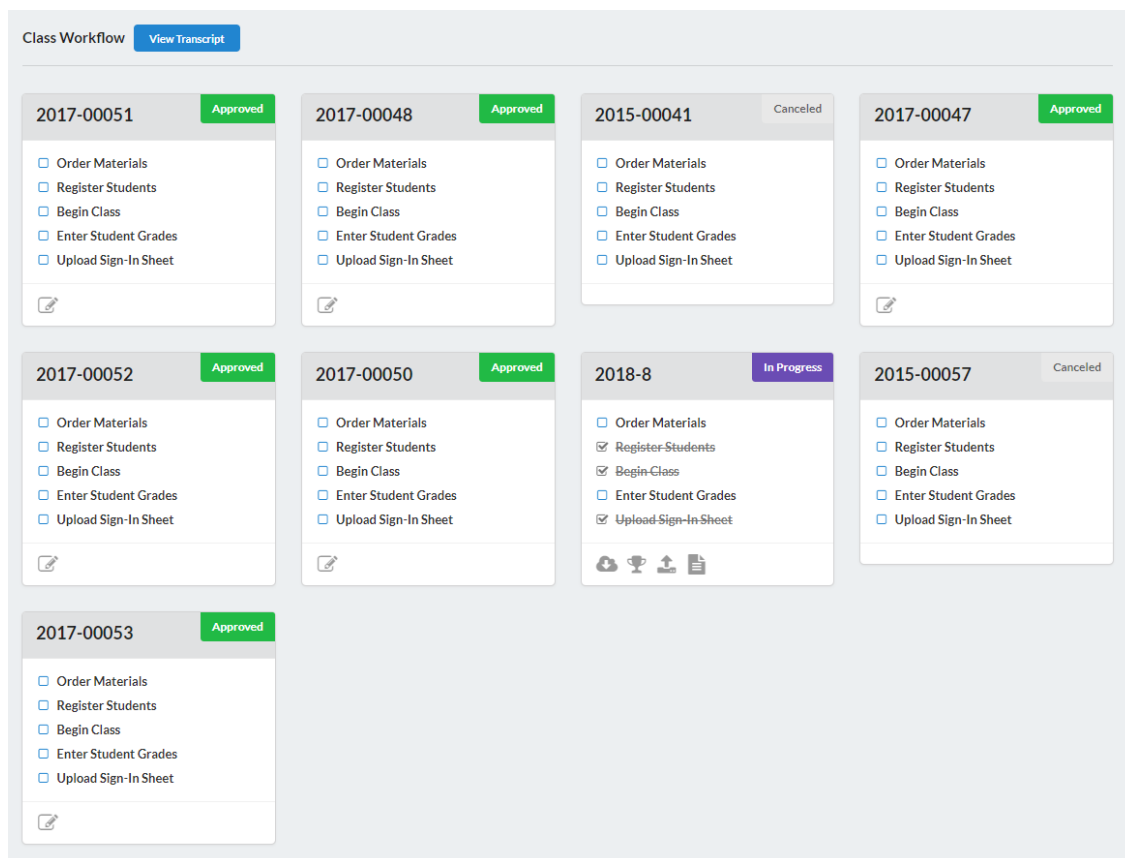 Class Workflow View Transcript
2017-00051 Approved
Order Materials
Register Students
Begin Class
Enter Student Grades
Upload Sign-In Sheet
2017-00048 Approved
Order Materials
Register Students
Begin Class
Enter Student Grades
Upload Sign-In Sheet
2015-00041 Canceled
Order Materials
Register Students
Begin Class
Enter Student Grades
Upload Sign-In Sheet
2017-00047 Approved
Order Materials
Register Students
Begin Class
Enter Student Grades
Upload Sign-In Sheet
2017-00052 Approved
Order Materials
Register Students
Begin Class
Enter Student Grades
Upload Sign-In Sheet
2017-00050 Approved
Order Materials
Register Students
Begin Class
Enter Student Grades
Upload Sign-In Sheet
2018-8 In Progress
Order Materials
Register Students
Begin Class
Enter Student Grades
Upload Sign-In Sheet
2015-00057 Canceled
Order Materials
Register Students
Begin Class
Enter Student Grades
Upload Sign-In Sheet
2017-00053 Approved
Order Materials
Register Students
Begin Class
Enter Student Grades
Upload Sign-In Sheet